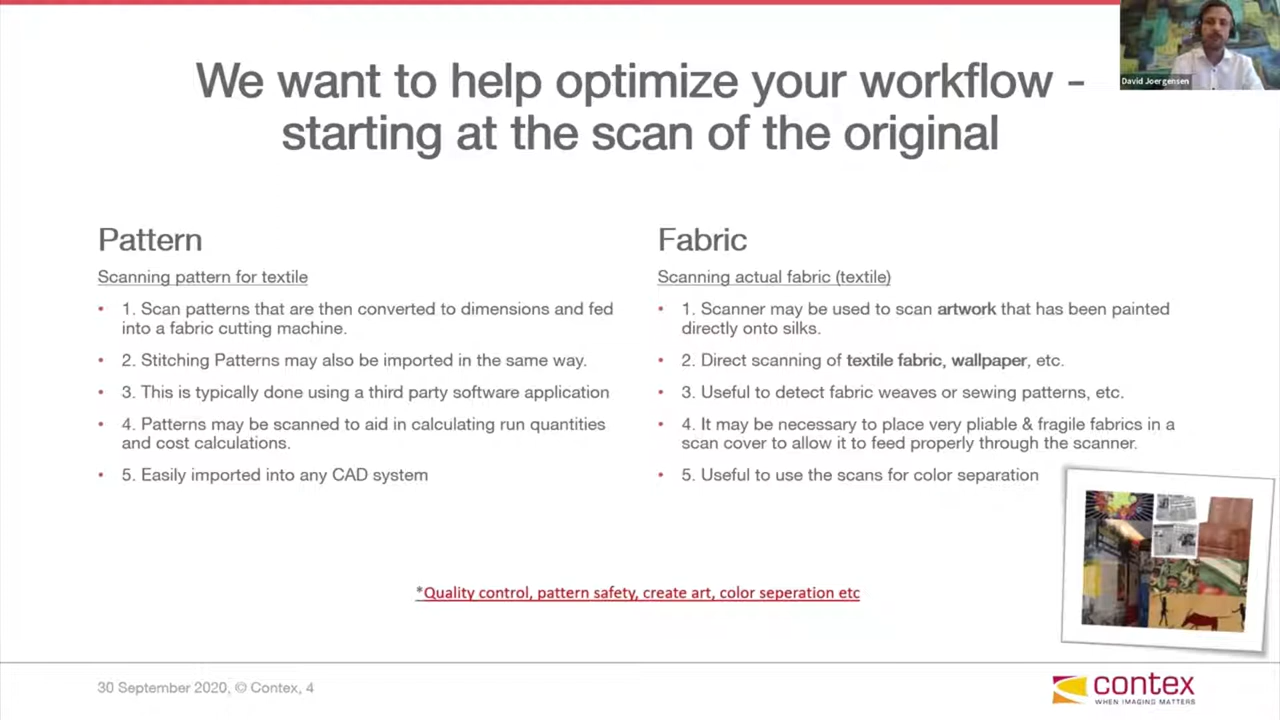 We want to help optimize your workflow -
starting at the scan of the original
David Joergensen
Pattern
Scanning pattern for textile
• 1. Scan patterns that are then converted to dimensions and fed
into a fabric cutting machine.
• 2. Stitching Patterns may also be imported in the same way.
• 3. This is typically done using a third party software application
• 4. Patterns may be scanned to aid in calculating run quantities
and cost calculations.
• 5. Easily imported into any CAD system
Fabric
Scanning actual fabric (textile)
• 1. Scanner may be used to scan artwork that has been painted
directly onto silks.
• 2. Direct scanning of textile fabric, wallpaper, etc.
• 3. Useful to detect fabric weaves or sewing patterns, etc.
• 4. It may be necessary to place very pliable & fragile fabrics in a
scan cover to allow it to feed properly through the scanner.
• 5. Useful to use the scans for color separation
*Quality control, pattern safety, create art, color seperation etc
30 September 2020, © Contex, 4
contex
WHEN IMAGING MATTERS